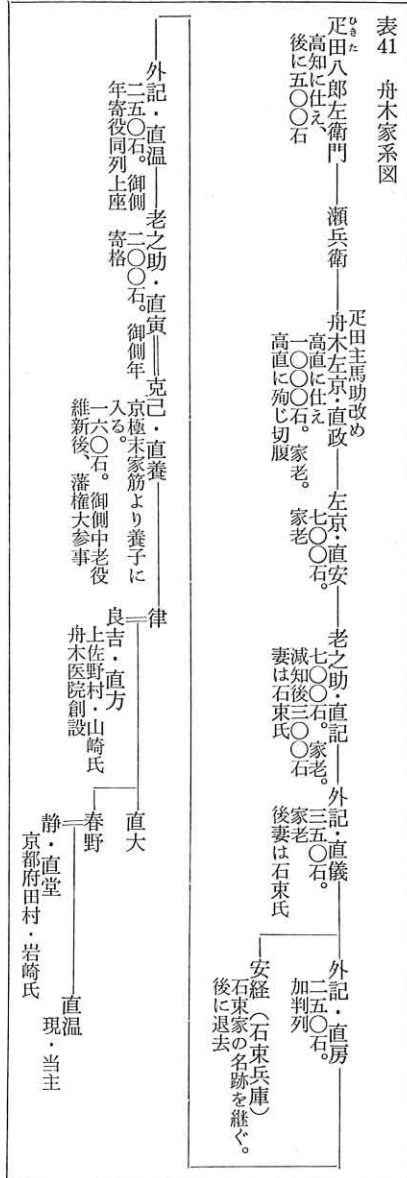 表41　舟木家系図
疋田八郎左衛門
ひきた
高知に仕え、
後に五〇〇石
瀬兵衛
疋田主馬助改め
舟木左京・直政
高直に仕え
一〇〇〇石。家老。
高直に殉じ切腹
左京・直安
七〇〇石。
家老
老之助・直記
七〇〇石。家老。
減知後三〇〇石
妻は石束氏
外記・直儀
三五〇石。
家老
後妻は石束氏
外記・直房
二五〇石。
加判列
安経（石束兵庫）
石束家の名跡を継ぐ。
後に退去
外記・直温
二五〇石。御側
年寄役同列上座
老之助・直寅
二〇〇石。御側年
寄格
克己・直養
京極末家筋より養子に
入る。
一六〇石。御側中老役
維新後、藩権大参事
律
良吉・直方
上佐野村・山崎氏
舟木医院創設
直大
春野
静・直堂
京都府田村・岩崎氏
直温
現・当主